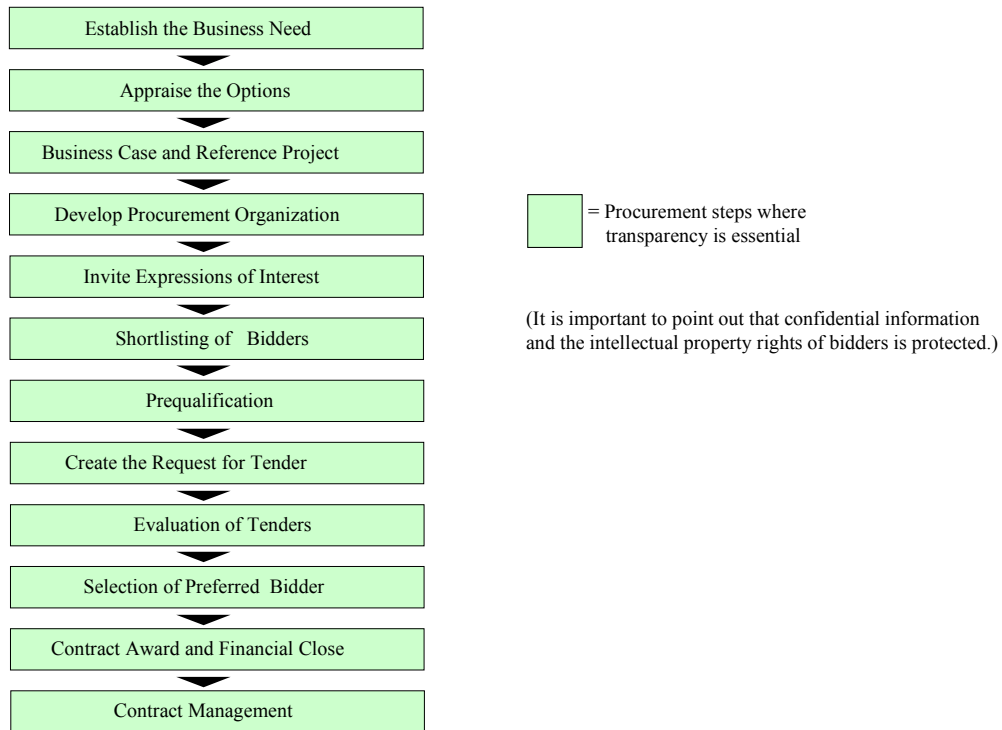 Establish the Business Need
Appraise the Options
Business Case and Reference Project
Develop Procurement Organization
Invite Expressions of Interest
Shortlisting of Bidders
Prequalification
Create the Request for Tender
Evaluation of Tenders
Selection of Preferred Bidder
Contract Award and Financial Close
Contract Management
= Procurement steps where
transparency is essential
(It is important to point out that confidential information
and the intellectual property rights of bidders is protected.)